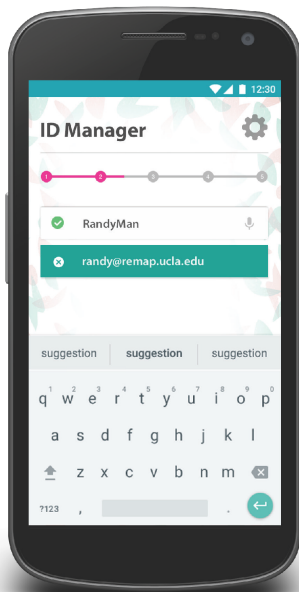 12:30
ID Manager
1 2 3 4 5
RandyMan
randy@remap.ucla.edu
suggestion suggestion suggestion
1 2 3 4 5 6 7 8 9 0
q w e r t y u i o p
a s d f g h j k l
z x c v b n m
?123 , .